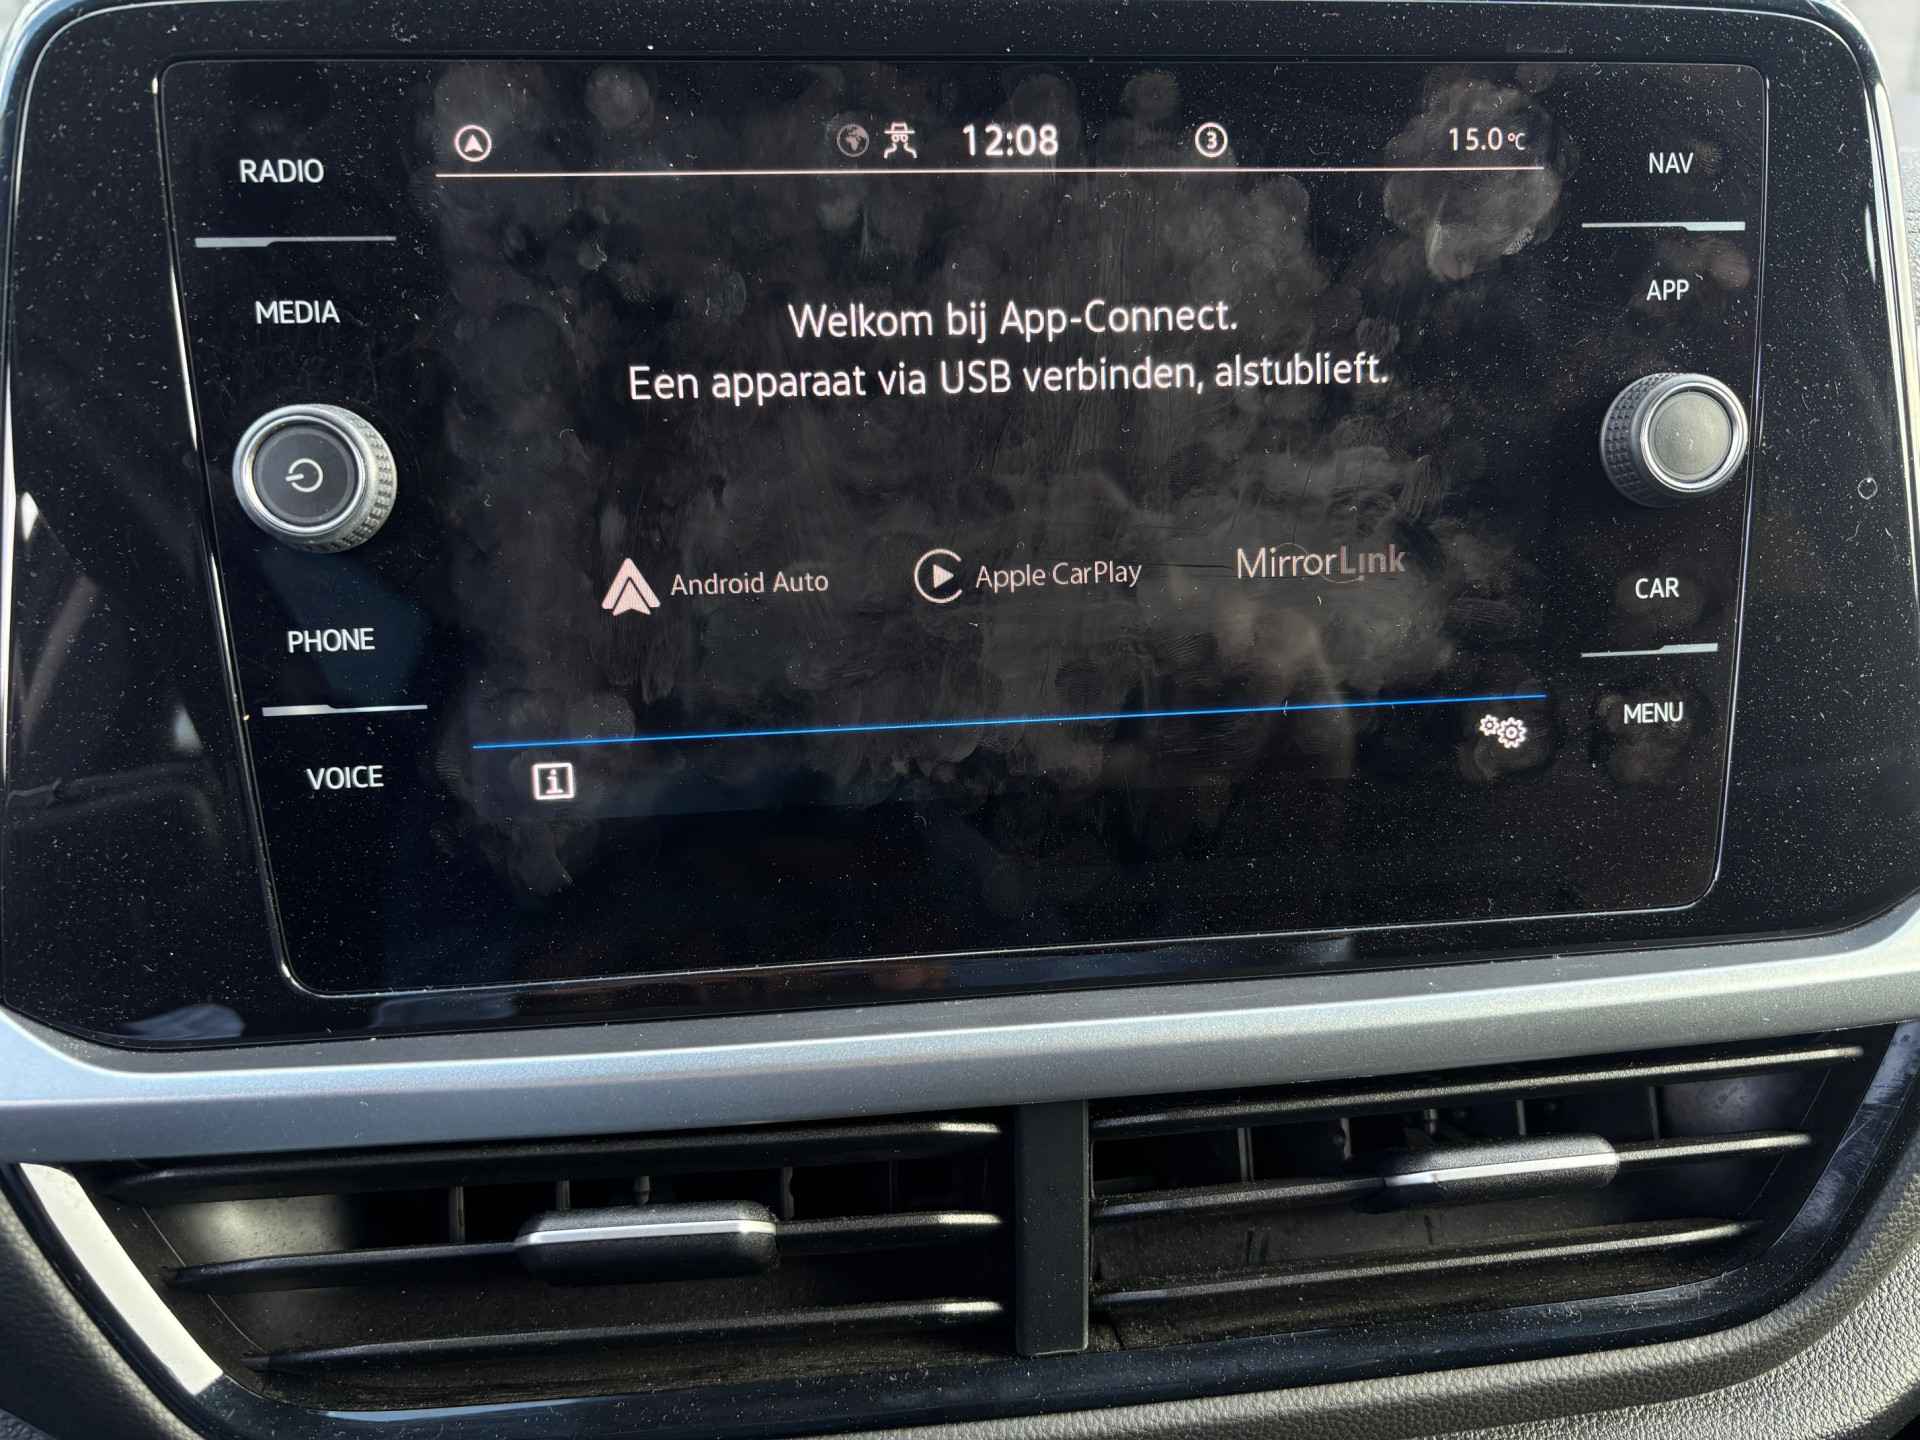 12:08
3
15.0 °C
RADIO
MEDIA
PHONE
VOICE
Welkom bij App-Connect.
Een apparaat via USB verbinden, alstublieft.
Android Auto
Apple CarPlay
MirrorLink
i
NAV
APP
CAR
MENU